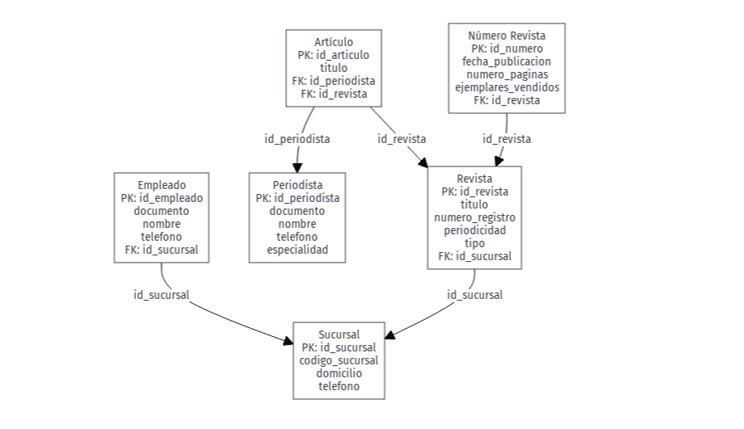 Artículo
PK: id_articulo
titulo
FK: id_periodista
FK: id_revista
Número Revista
PK: id_numero
fecha_publicacion
numero_paginas
ejemplares_vendidos
FK: id_revista
id_periodista
id_revista
id_revista
Empleado
PK: id_empleado
documento
nombre
telefono
FK: id_sucursal
Periodista
PK: id_periodista
documento
nombre
telefono
especialidad
Revista
PK: id_revista
titulo
numero_registro
periodicidad
tipo
FK: id_sucursal
id_sucursal
id_sucursal
Sucursal
PK: id_sucursal
codigo_sucursal
domicilio
telefono